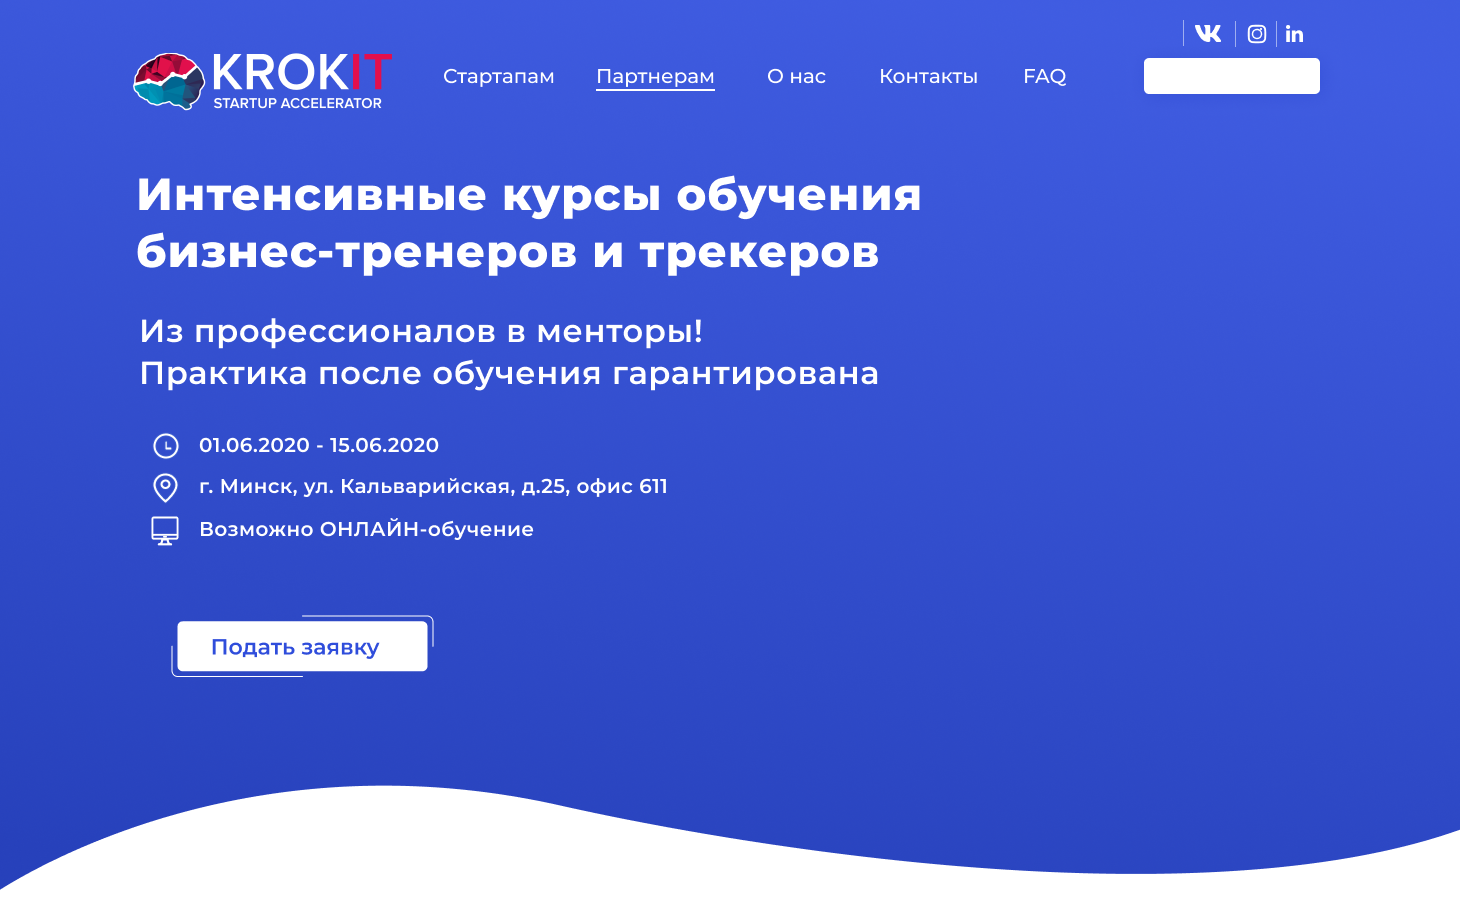 KROKIT
STARTUP ACCELERATOR
Стартапам Партнерам О нас Контакты FAQ
Интенсивные курсы обучения
бизнес-тренеров и трекеров
Из профессионалов в менторы!
Практика после обучения гарантирована
01.06.2020 - 15.06.2020
г. Минск, ул. Кальварийская, д.25, офис 611
Возможно ОНЛАЙН-обучение
Подать заявку